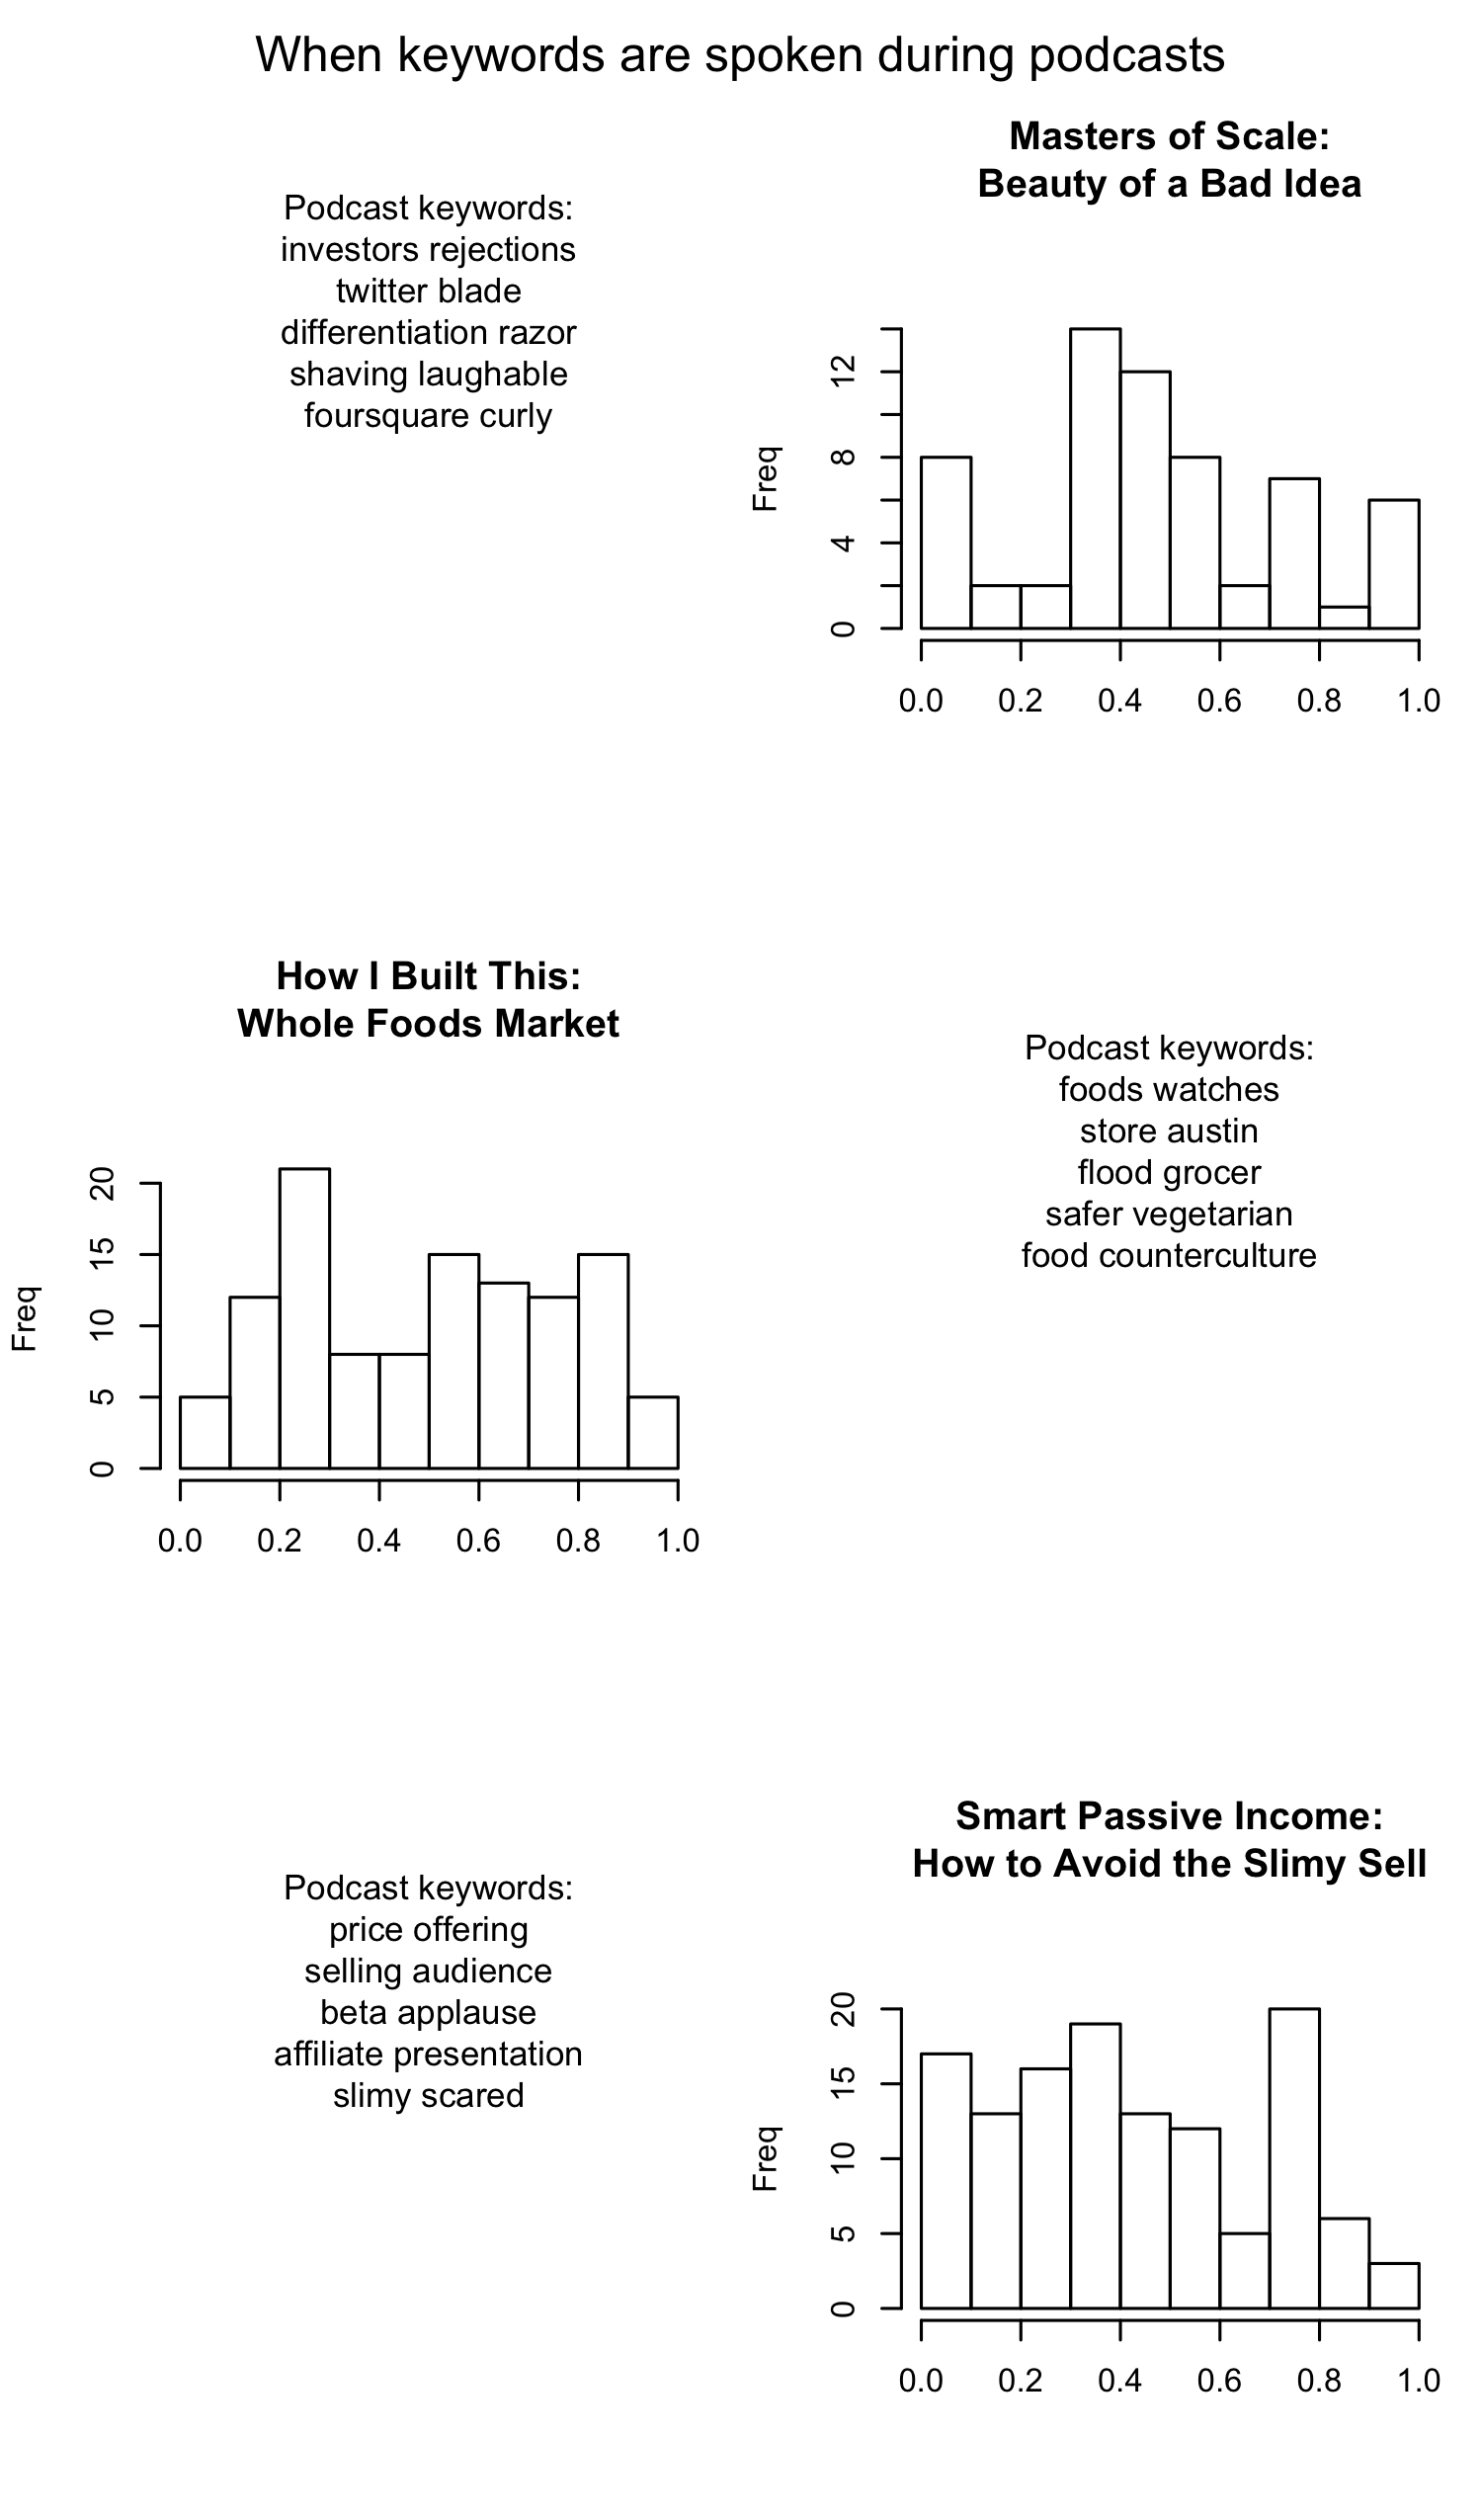 When keywords are spoken during podcasts
Podcast keywords:
investors rejections
twitter blade
differentiation razor
shaving laughable
foursquare curly
Masters of Scale:
Beauty of a Bad Idea
Freq
12
8
4
0
0.0 0.2 0.4 0.6 0.8 1.0
How I Built This:
Whole Foods Market
Freq
20
15
10
5
0
0.0 0.2 0.4 0.6 0.8 1.0
Podcast keywords:
foods watches
store austin
flood grocer
safer vegetarian
food counterculture
Podcast keywords:
price offering
selling audience
beta applause
affiliate presentation
slimy scared
Smart Passive Income:
How to Avoid the Slimy Sell
Freq
20
15
10
5
0
0.0 0.2 0.4 0.6 0.8 1.0